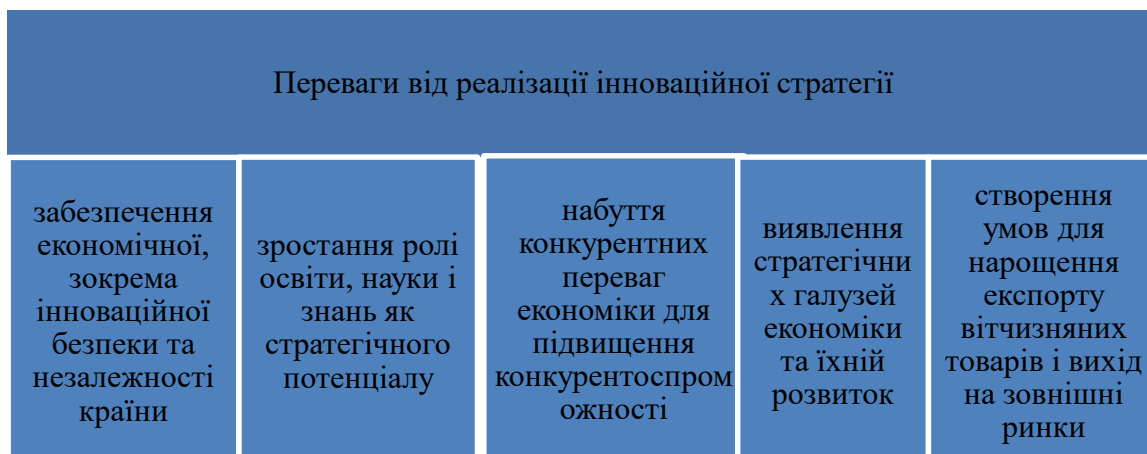 Переваги від реалізації інноваційної стратегії
забезпечення
економічної,
зокрема
інноваційної
безпеки та
незалежності
країни
зростання ролі
освіти, науки і
знань як
стратегічного
потенціалу
набуття
конкурентних
переваг
економіки для
підвищення
конкурентоспром
ожності
виявлення
стратегічни
х галузей
економіки
та їхній
розвиток
створення
умов для
нарощення
експорту
вітчизняних
товарів і вихід
на зовнішні
ринки